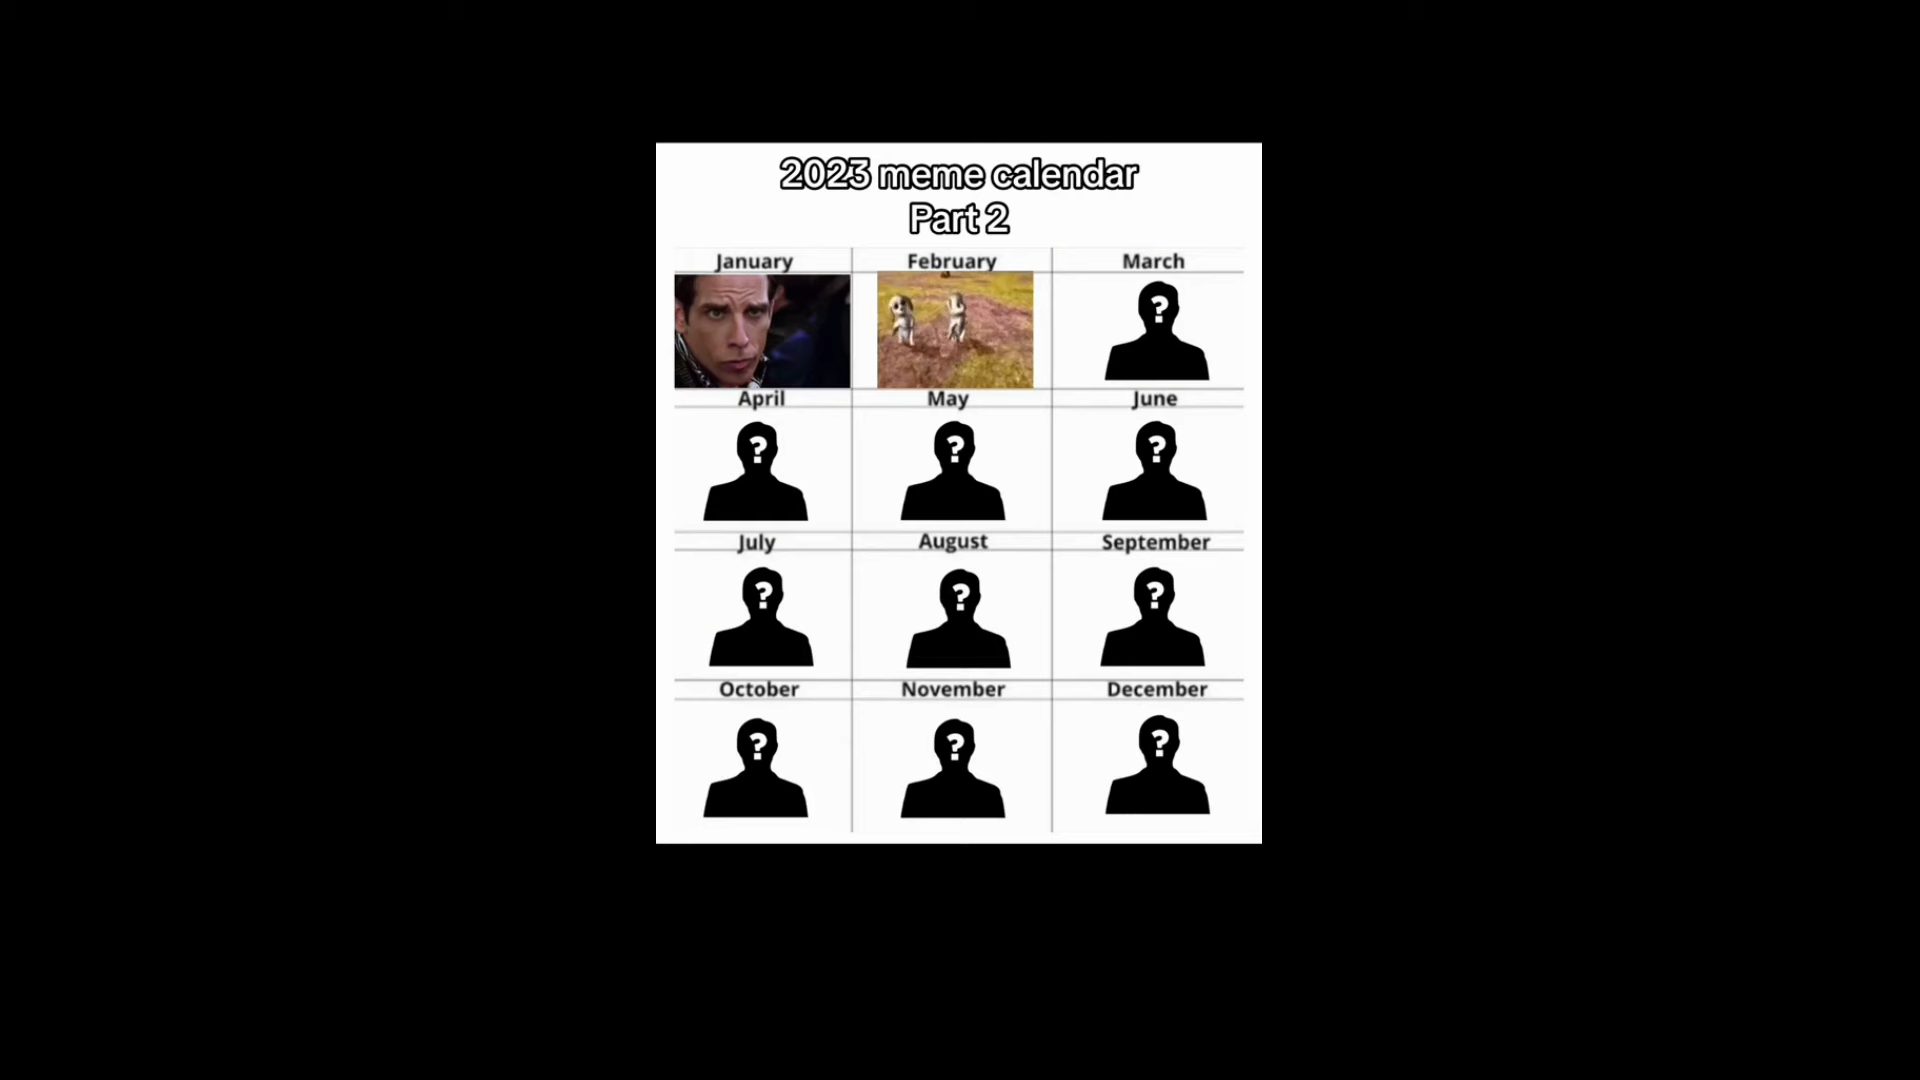 2023 meme calendar
Part 2
January February March
?
April May June
? ? ?
July August September
? ? ?
October November December
? ? ?